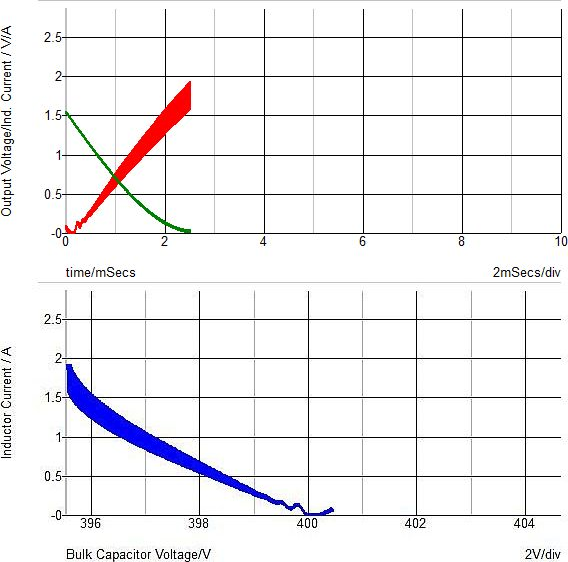 Output Voltage/Ind. Current / V/A
2.5
2
1.5
1
0.5
-0
0 2 4 6 8 10
time/mSecs 2mSecs/div
Inductor Current / A
2.5
2
1.5
1
0.5
-0
396 398 400 402 404
Bulk Capacitor Voltage/V 2V/div